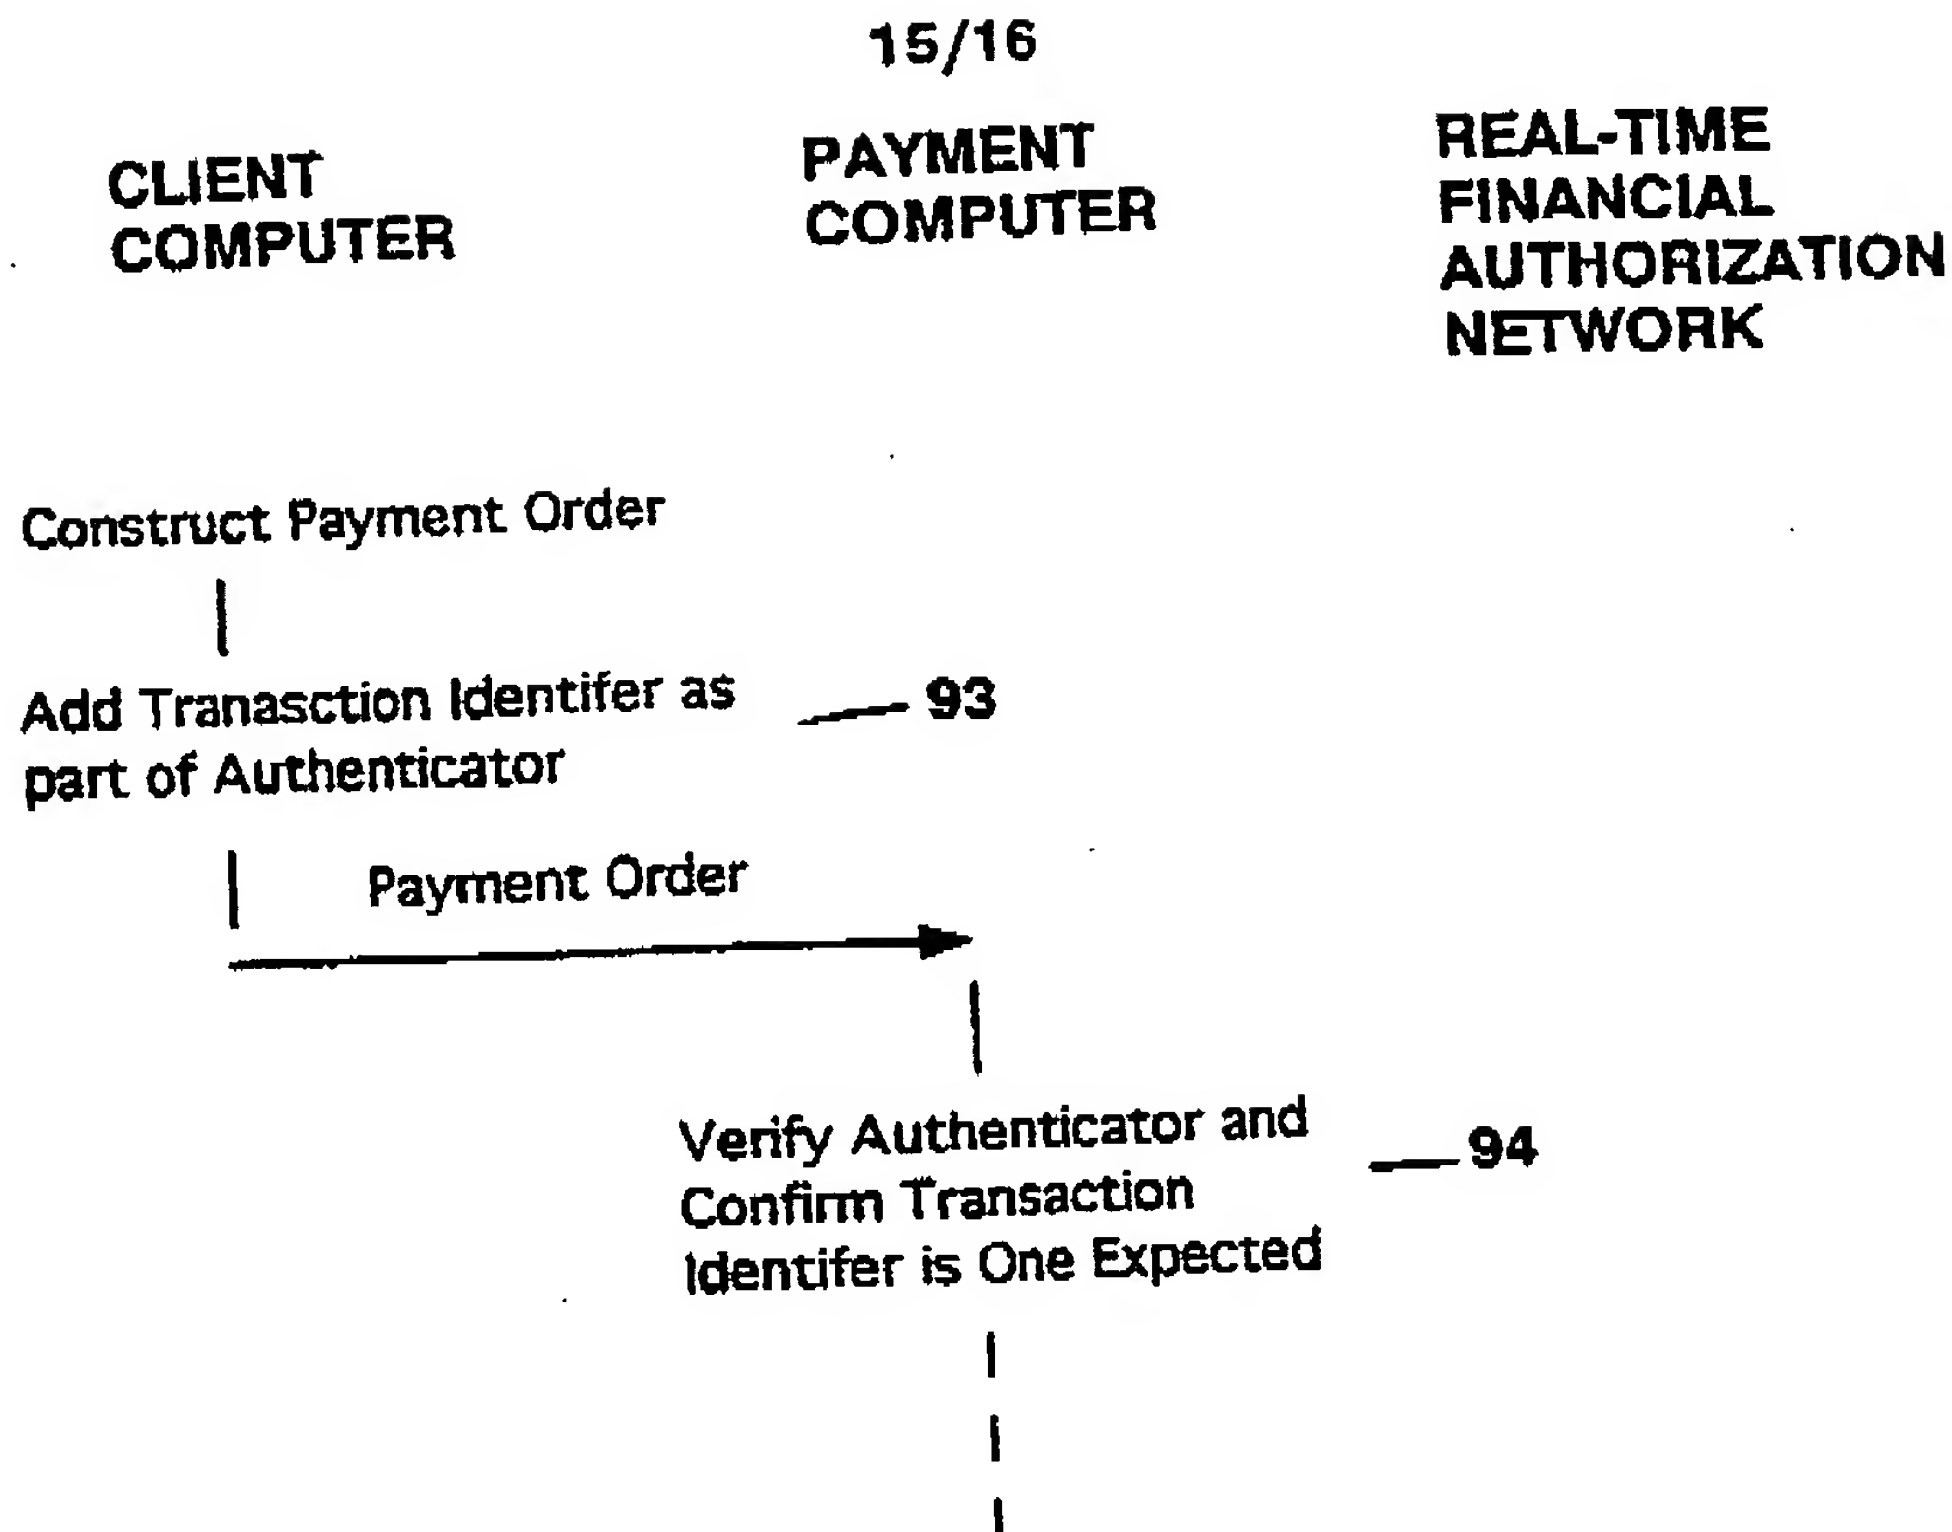 15/16
CLIENT
COMPUTER
PAYMENT
COMPUTER
REAL-TIME
FINANCIAL
AUTHORIZATION
NETWORK
Construct Payment Order
Add Tranasction Identifer as
part of Authenticator
93
Payment Order
Verify Authenticator and
Confirm Transaction
Identifer is One Expected
94